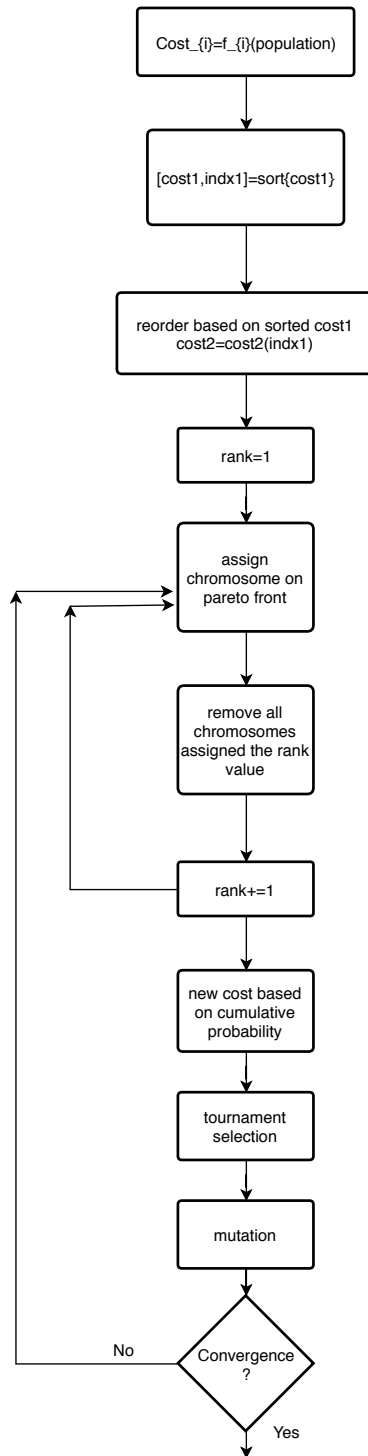 Cost_{i}=f_{i}(population)
[cost1,indx1]=sort{cost1}
reorder based on sorted cost1
cost2=cost2(indx1)
rank=1
assign
chromosome on
pareto front
remove all
chromosomes
assigned the rank
value
rank+=1
new cost based
on cumulative
probability
tournament
selection
mutation
No
Convergence
?
Yes